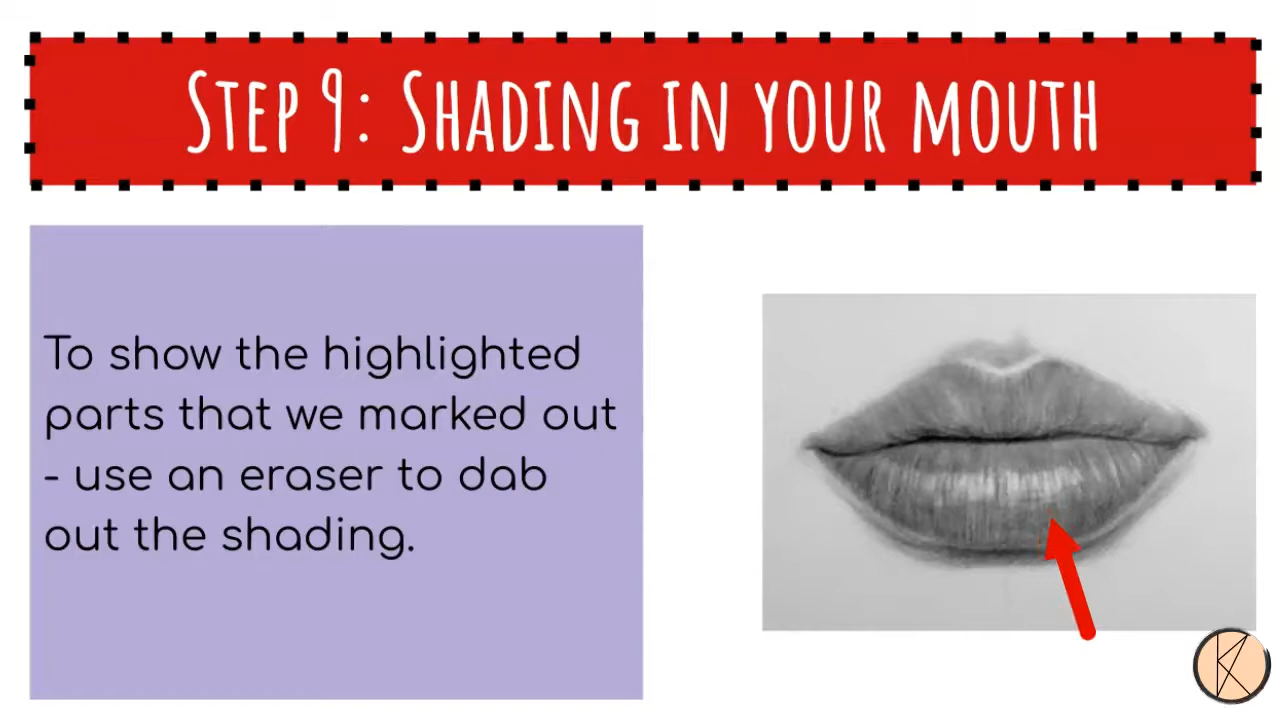 Step 9: Shading in your mouth
To show the highlighted
parts that we marked out
- use an eraser to dab
out the shading.